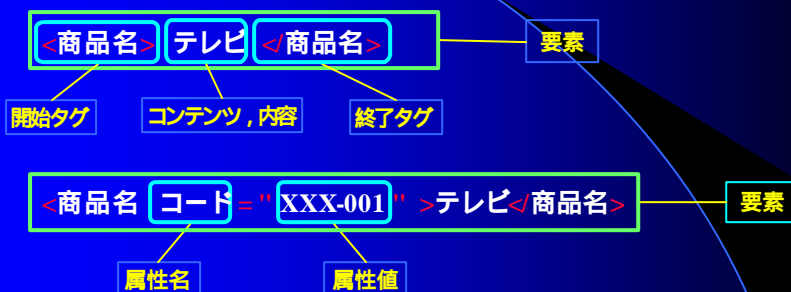 <商品名> テレビ </商品名>
要素
開始タグ
コンテンツ , 内容
終了タグ
<商品名 コード="XXX-001" >テレビ</商品名>
要素
属性名
属性値